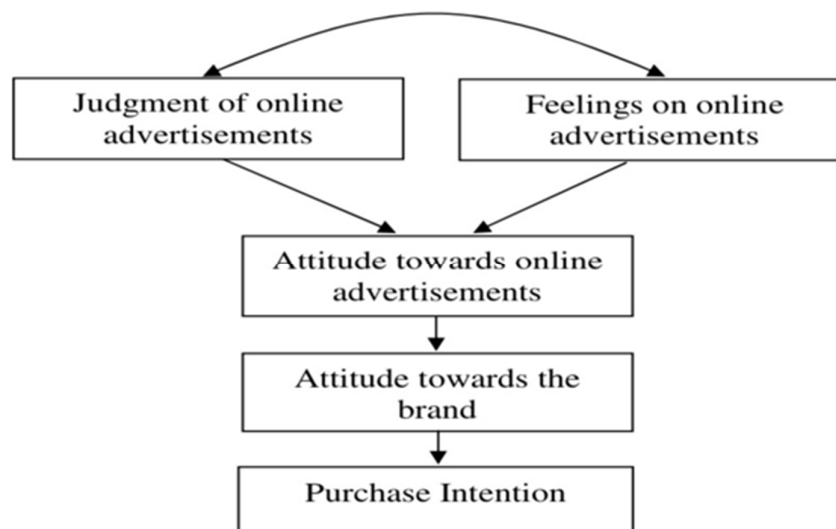 Judgment of online
advertisements
Feelings on online
advertisements
Attitude towards online
advertisements
Attitude towards the
brand
Purchase Intention